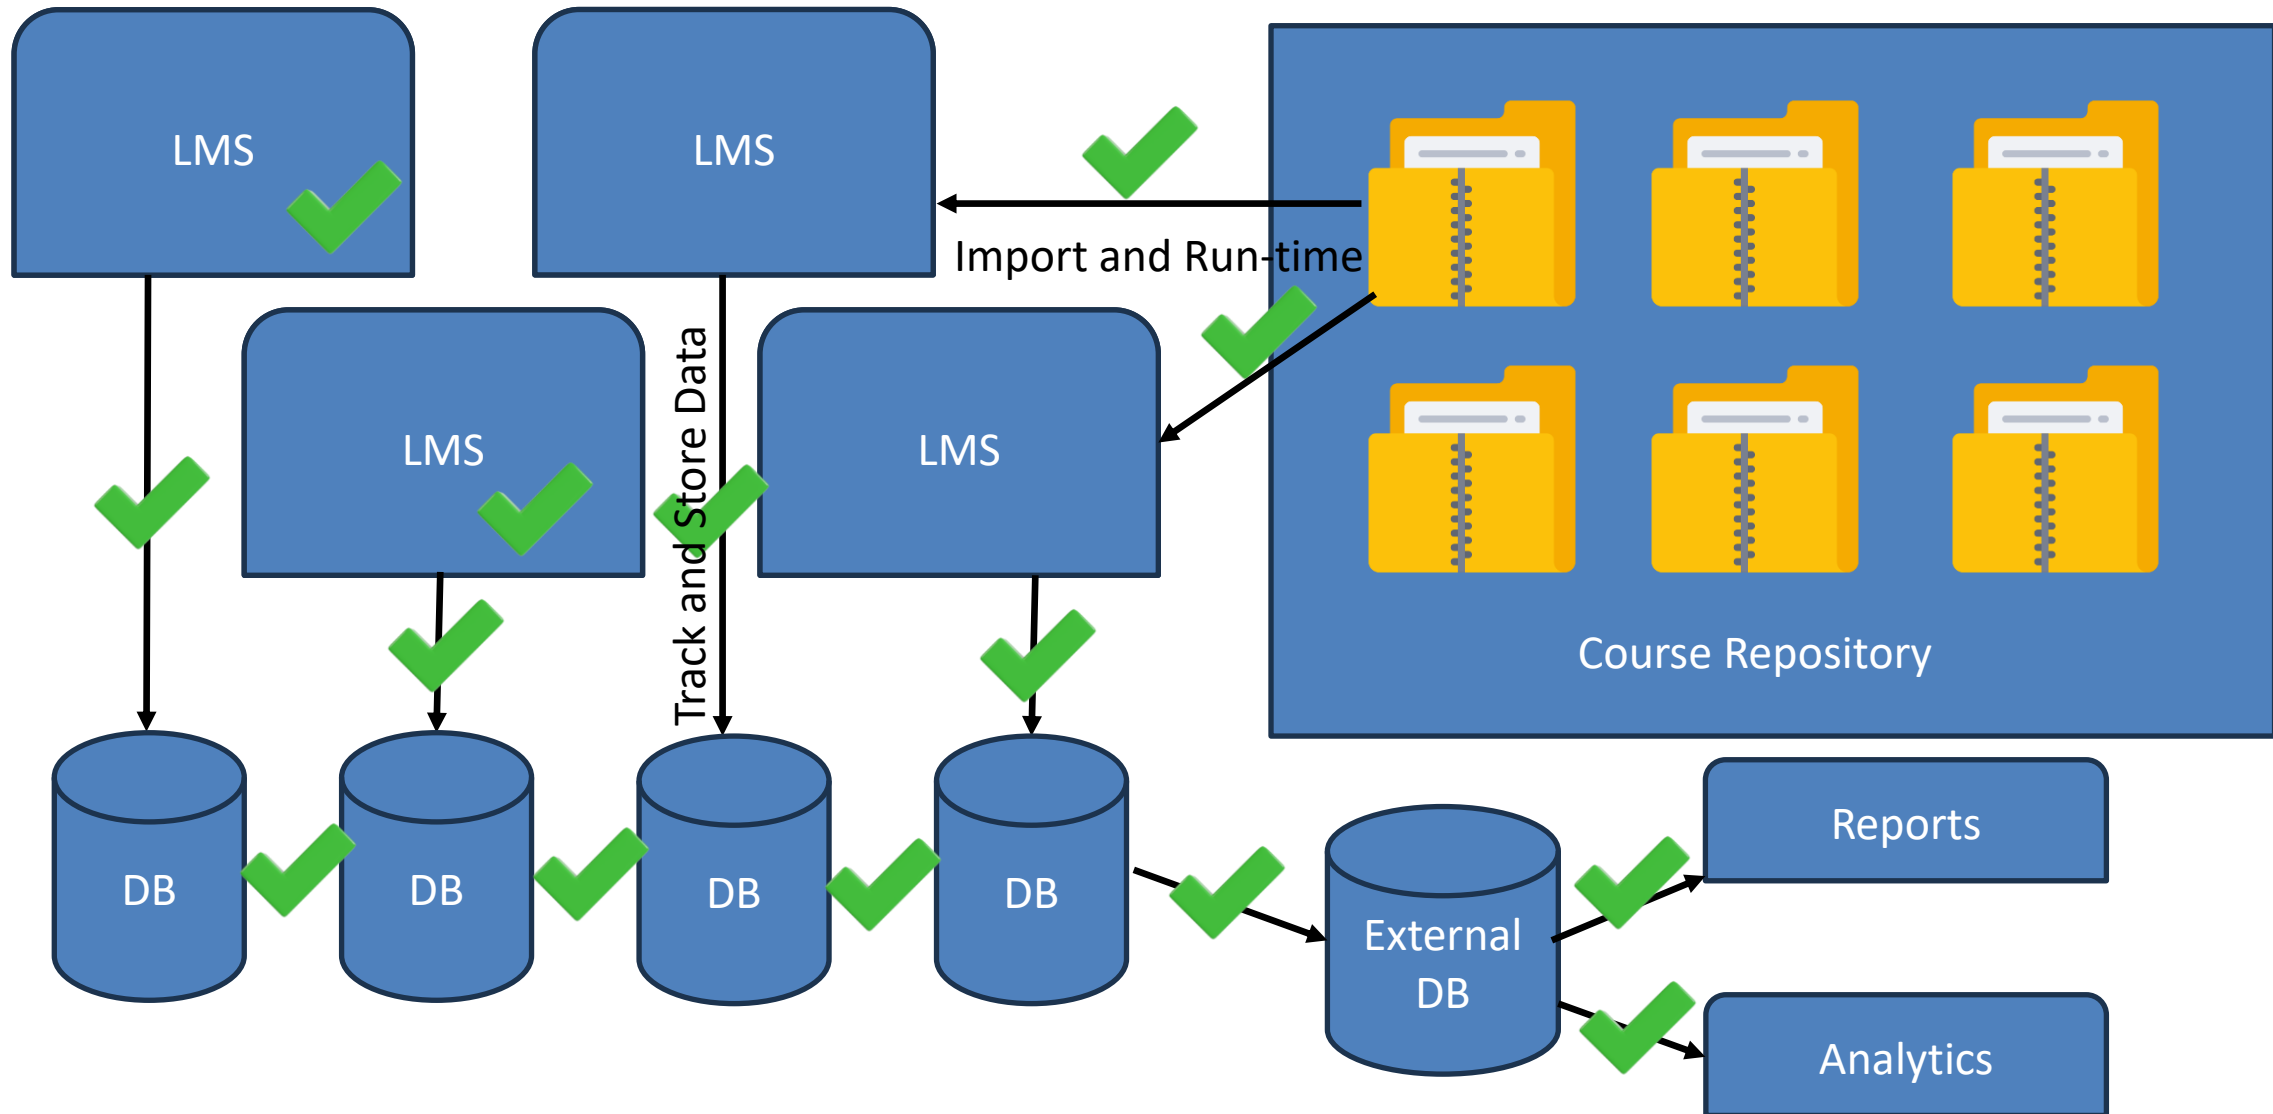 LMS
LMS
Import and Run-time
LMS
LMS
Track and Store Data
Course Repository
DB
DB
DB
DB
External
DB
Reports
Analytics